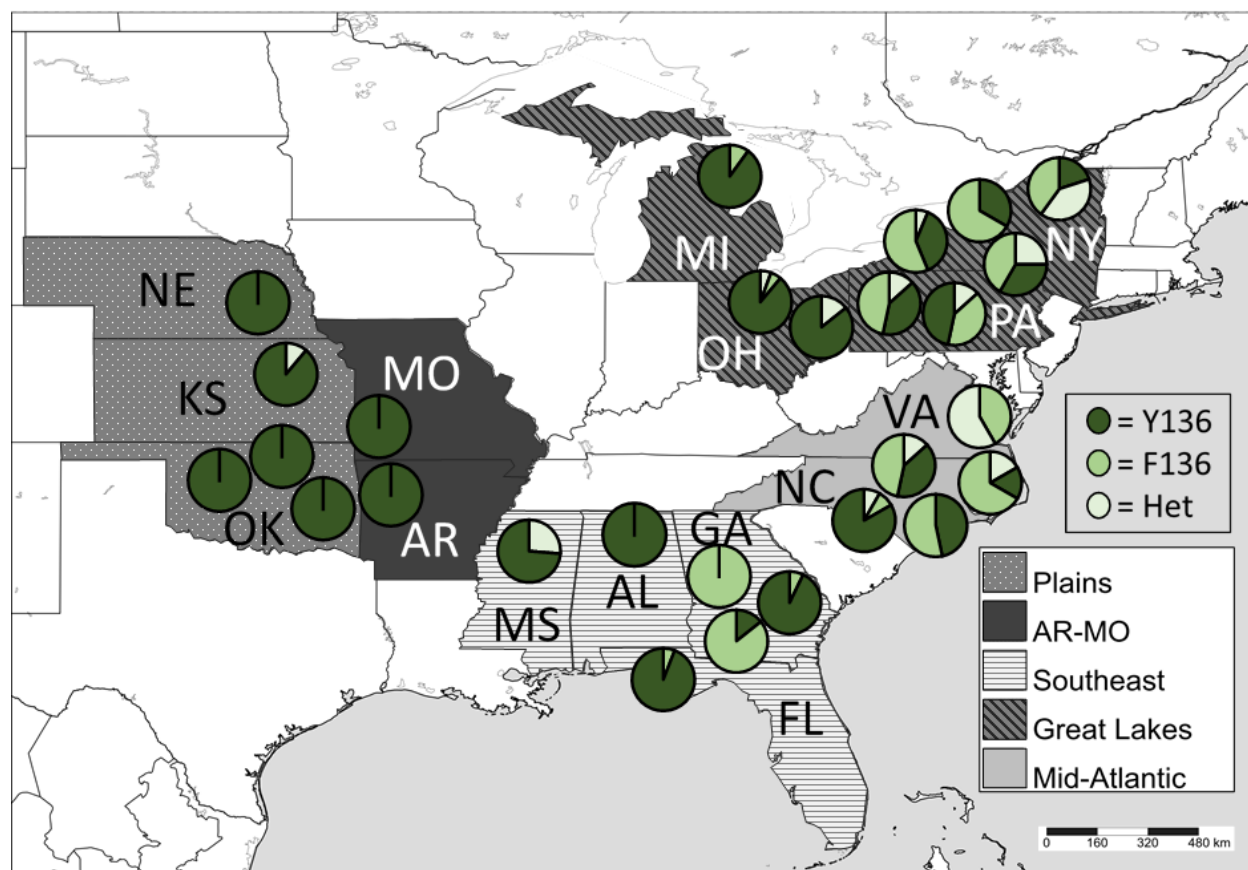 MI
NY
NE
PA
OH
MO
KS
VA
NC
OK
AR
GA
AL
MS
FL
= Y136
= F136
= Het
Plains
AR-MO
Southeast
Great Lakes
Mid-Atlantic
0 160 320 480 km